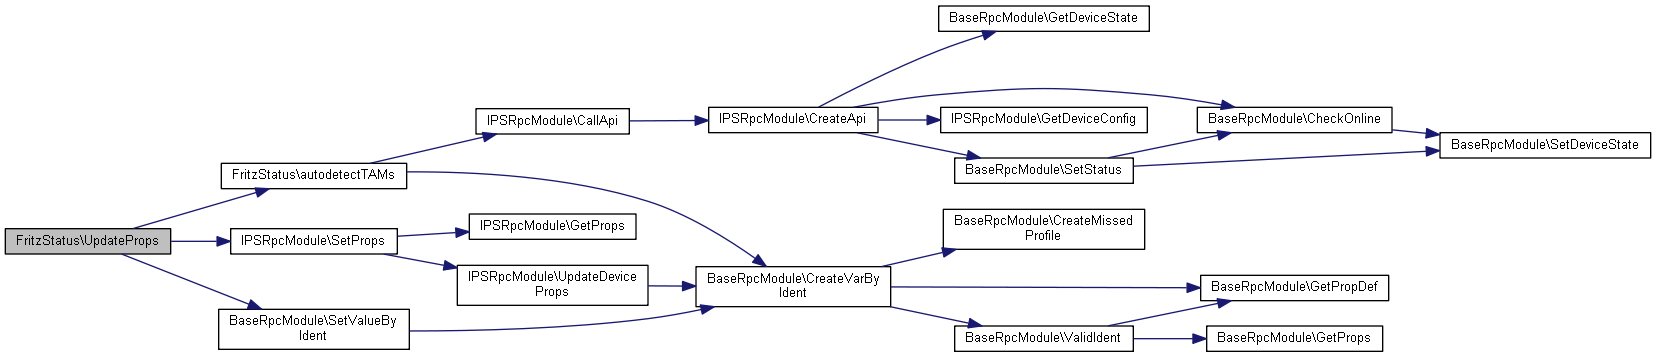 BaseRpcModule\GetDeviceState
IPSRpcModule\CallApi
IPSRpcModule\CreateApi
IPSRpcModule\GetDeviceConfig
BaseRpcModule\CheckOnline
BaseRpcModule\SetDeviceState
FritzStatus\autodetectTAMs
BaseRpcModule\SetStatus
FritzStatus\UpdateProps
IPSRpcModule\SetProps
IPSRpcModule\GetProps
BaseRpcModule\CreateMissed
Profile
IPSRpcModule\UpdateDevice
Props
BaseRpcModule\CreateVarBy
Ident
BaseRpcModule\GetPropDef
BaseRpcModule\SetValueBy
Ident
BaseRpcModule\ValidIdent
BaseRpcModule\GetProps